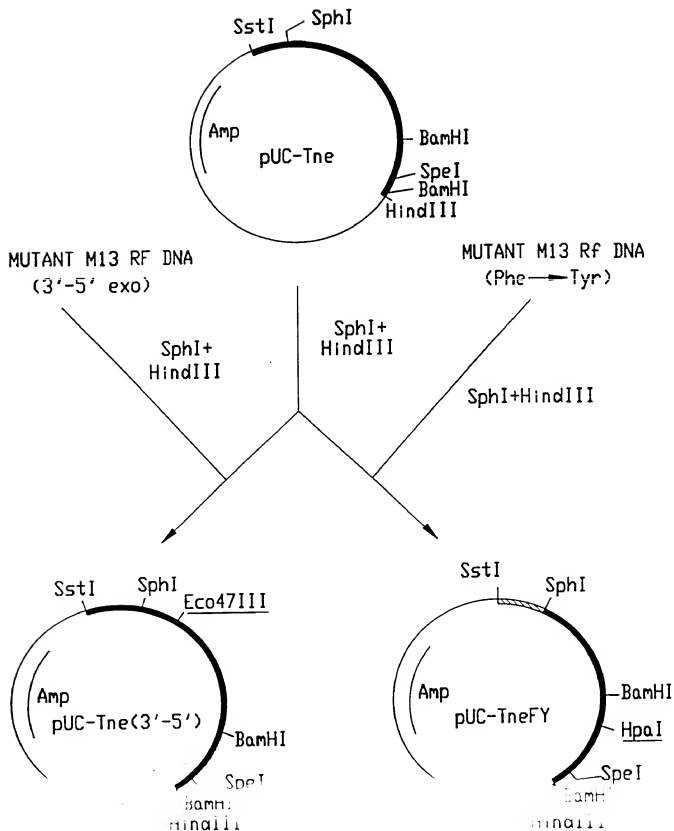 SstI
SphI
Amp
pUC-Tne
BamHI
SpeI
BamHI
HindIII
MUTANT M13 RF DNA
(3'-5' exo)
MUTANT M13 Rf DNA
(Phe → Tyr)
SphI+
HindIII
SphI+
HindIII
SphI+HindIII
SstI
SphI
Eco47III
Amp
pUC-Tne(3'-5')
BamHI
SpeI
SstI
SphI
Amp
pUC-TneFY
BamHI
HpaI
SpeI